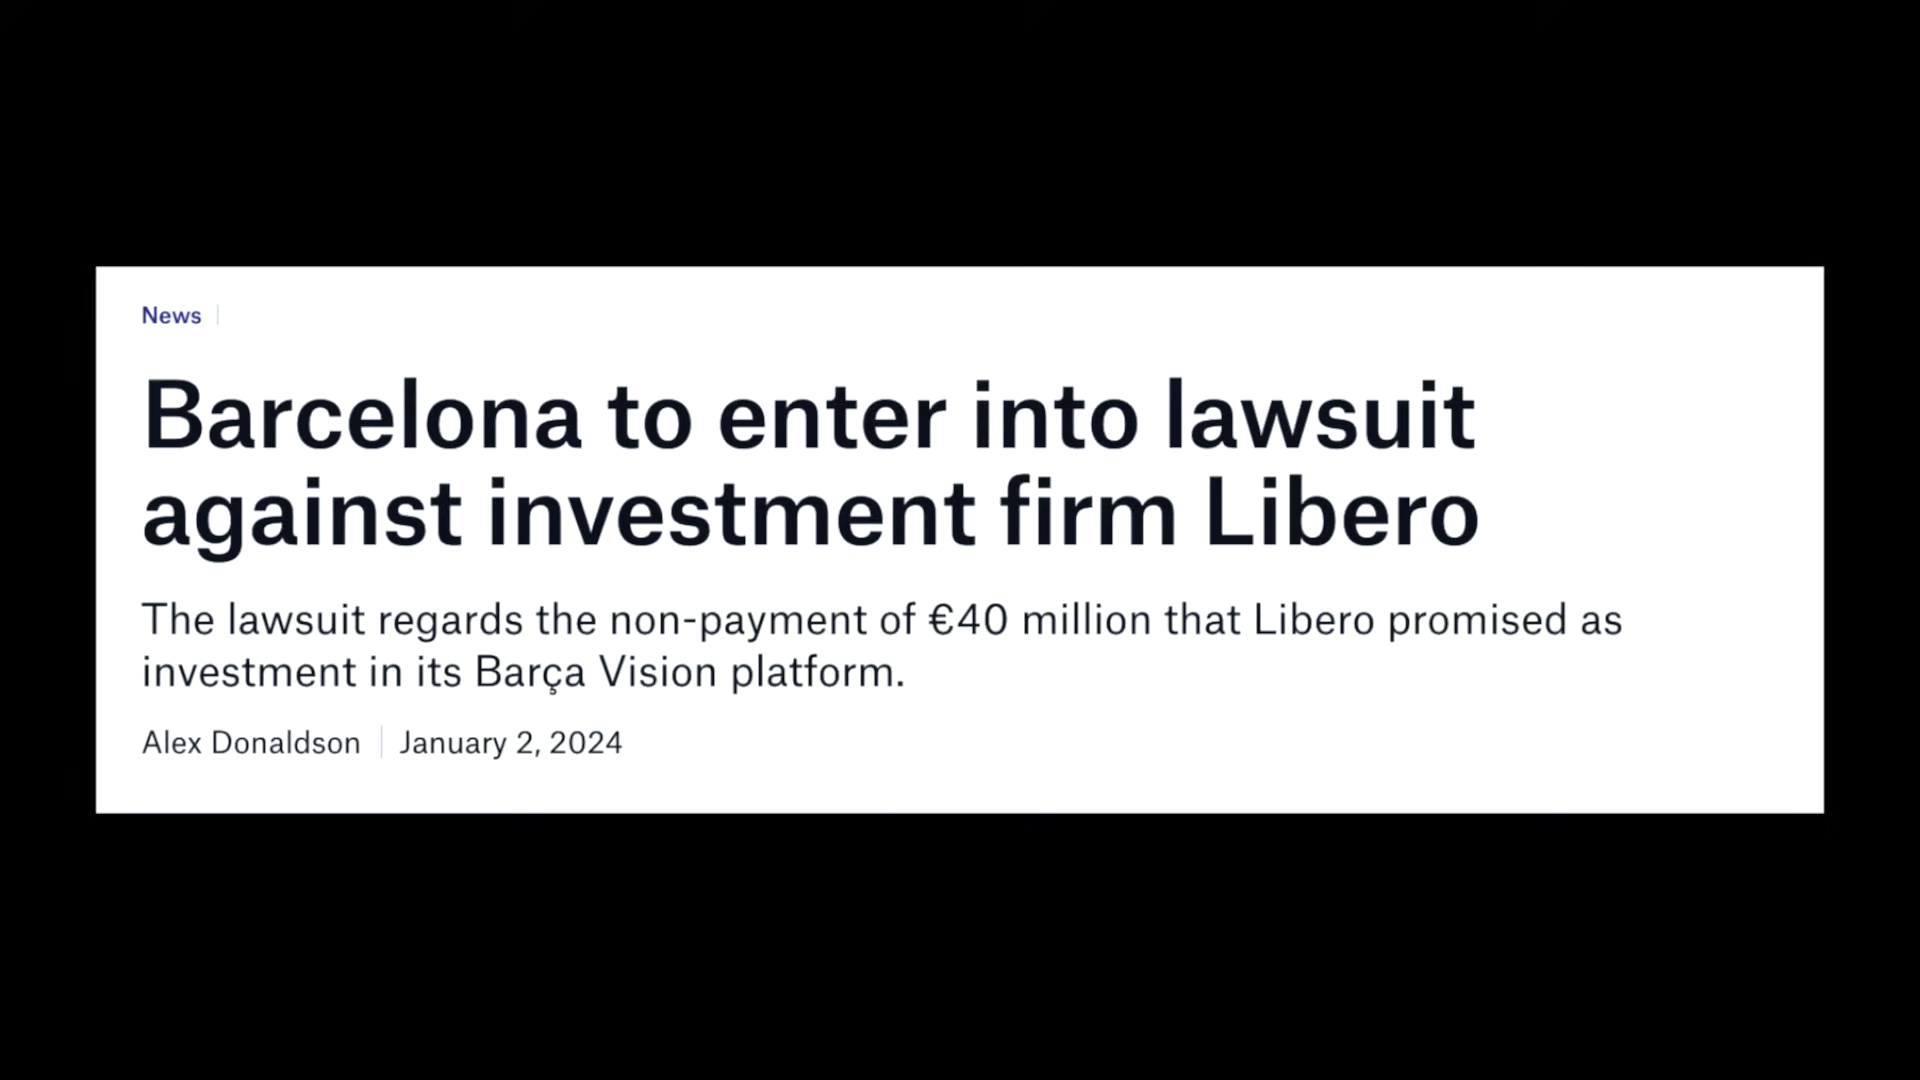 News
Barcelona to enter into lawsuit
against investment firm Libero
The lawsuit regards the non-payment of €40 million that Libero promised as
investment in its Barça Vision platform.
Alex Donaldson | January 2, 2024